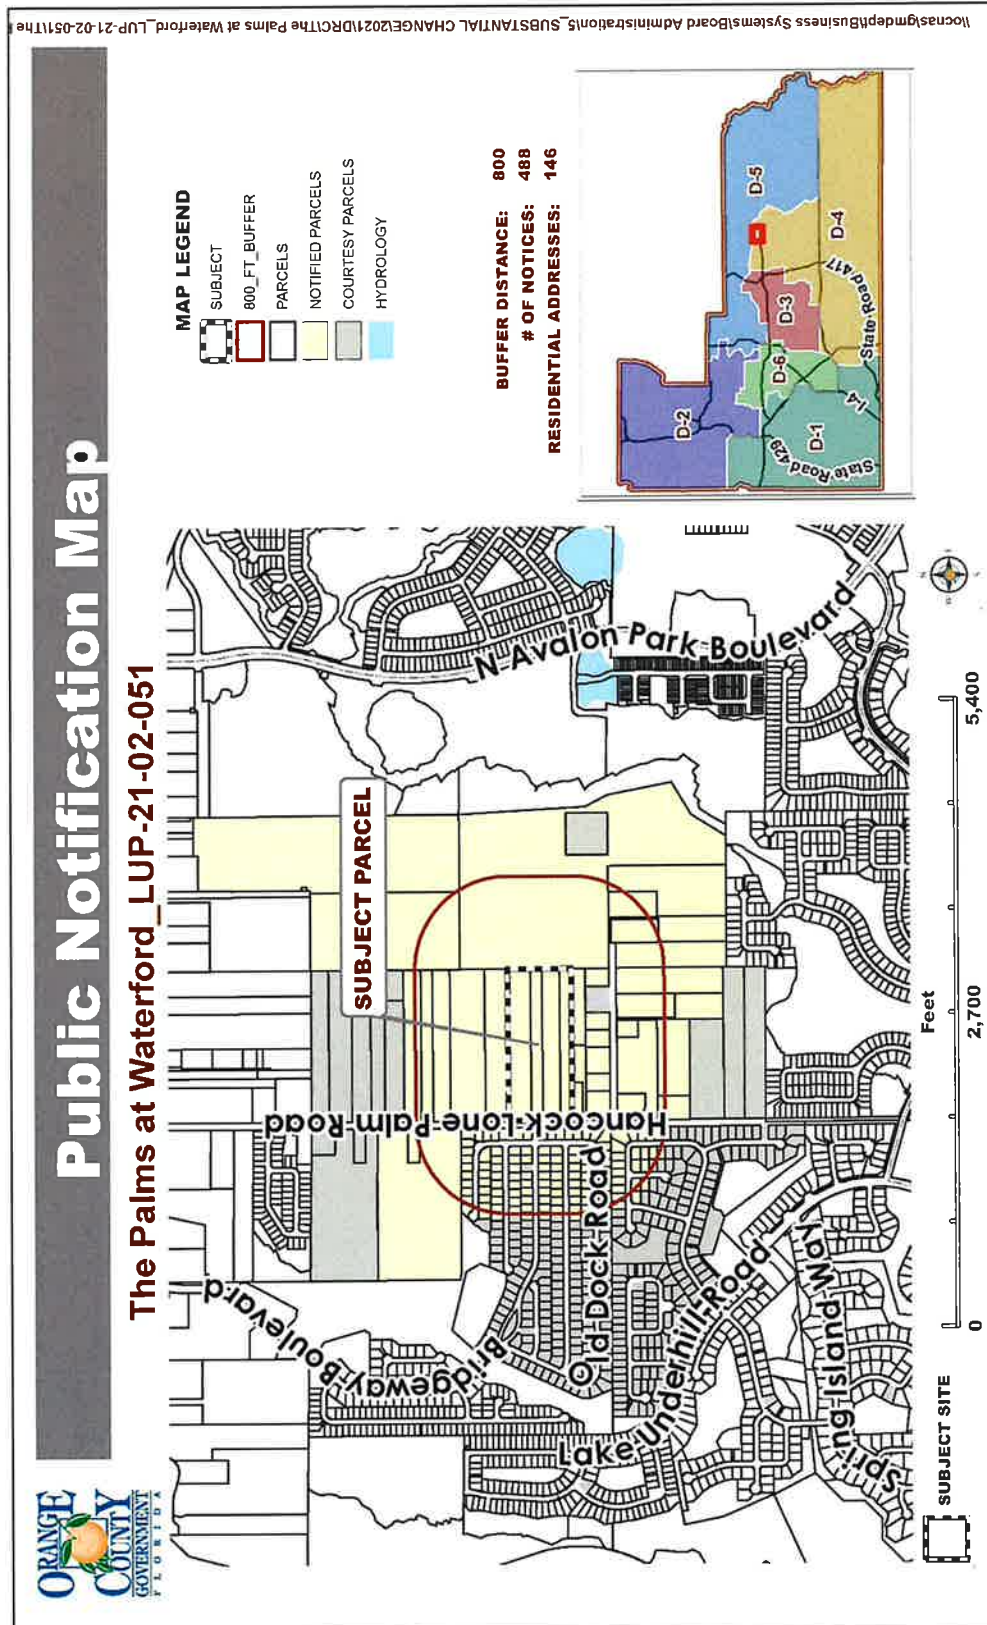 ORANGE
COUNTY
GOVERNMENT
FLORIDA
Public Notification Map
The Palms at Waterford_LUP-21-02-051
MAP LEGEND
SUBJECT
800_FT_BUFFER
PARCELS
NOTIFIED PARCELS
COURTESY PARCELS
HYDROLOGY
BUFFER DISTANCE: 800
# OF NOTICES: 488
RESIDENTIAL ADDRESSES: 146
SUBJECT PARCEL
Bridgeway Boulevard
Hancock Lone Palm Road
Old Dock Road
Lake Underhill Road
Spring Island Way
N Avalon Park Boulevard
D-2
D-5
D-6
D-3
D-4
D-1
State Road 429
I-4
State Road 417
SUBJECT SITE
Feet
0 2,700 5,400
N
S
\\ocnas\gmdept\Business Systems\Board Administration\5_SUBSTANTIAL CHANGE\2021\DRC\The Palms at Waterford_LUP-21-02-051\The